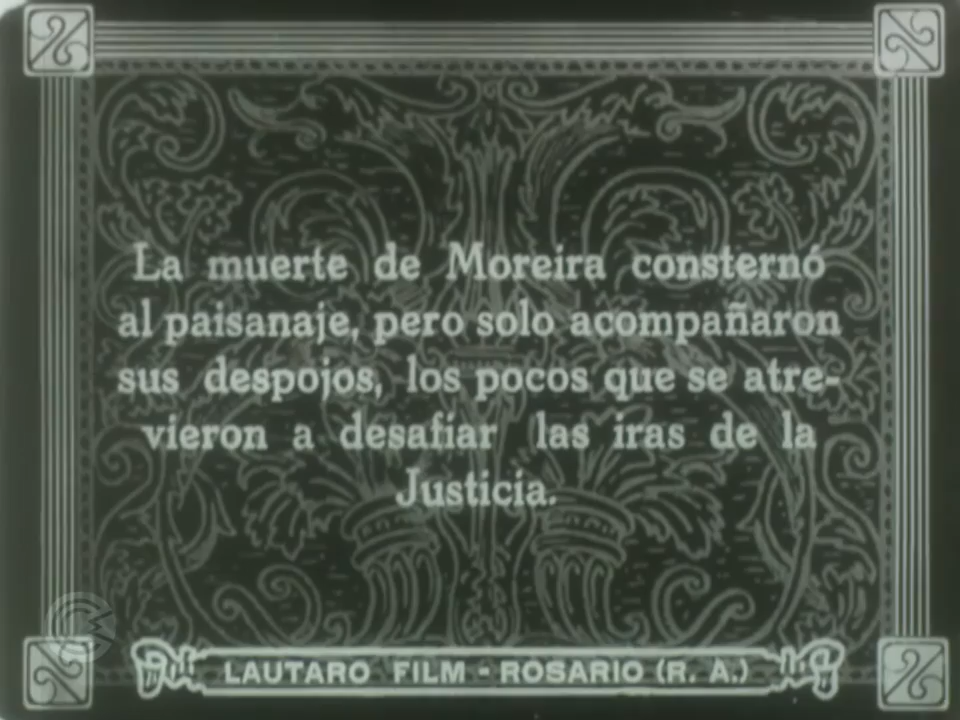 La muerte de Moreira consternó
al paisanaje, pero solo acompañaron
sus despojos, los pocos que se atre-
vieron a desafiar las iras de la
Justicia.
LAUTARO FILM - ROSARIO (R. A.)